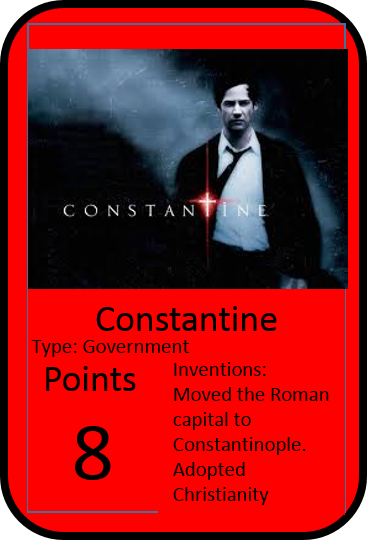 CONSTANTINE
Constantine
Type: Government
Points
8
Inventions:
Moved the Roman
capital to
Constantinople.
Adopted
Christianity